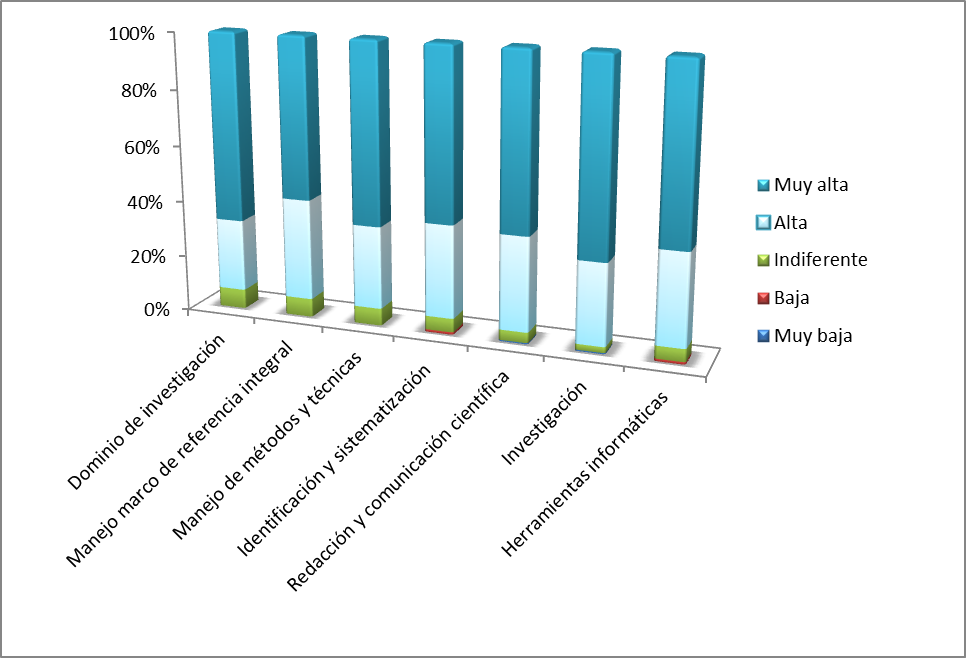 100%
80%
60%
40%
20%
0%
Dominio de investigación
Manejo marco de referencia integral
Manejo de métodos y técnicas
Identificación y sistematización
Redacción y comunicación científica
Investigación
Herramientas informáticas
Muy alta
Alta
Indiferente
Baja
Muy baja